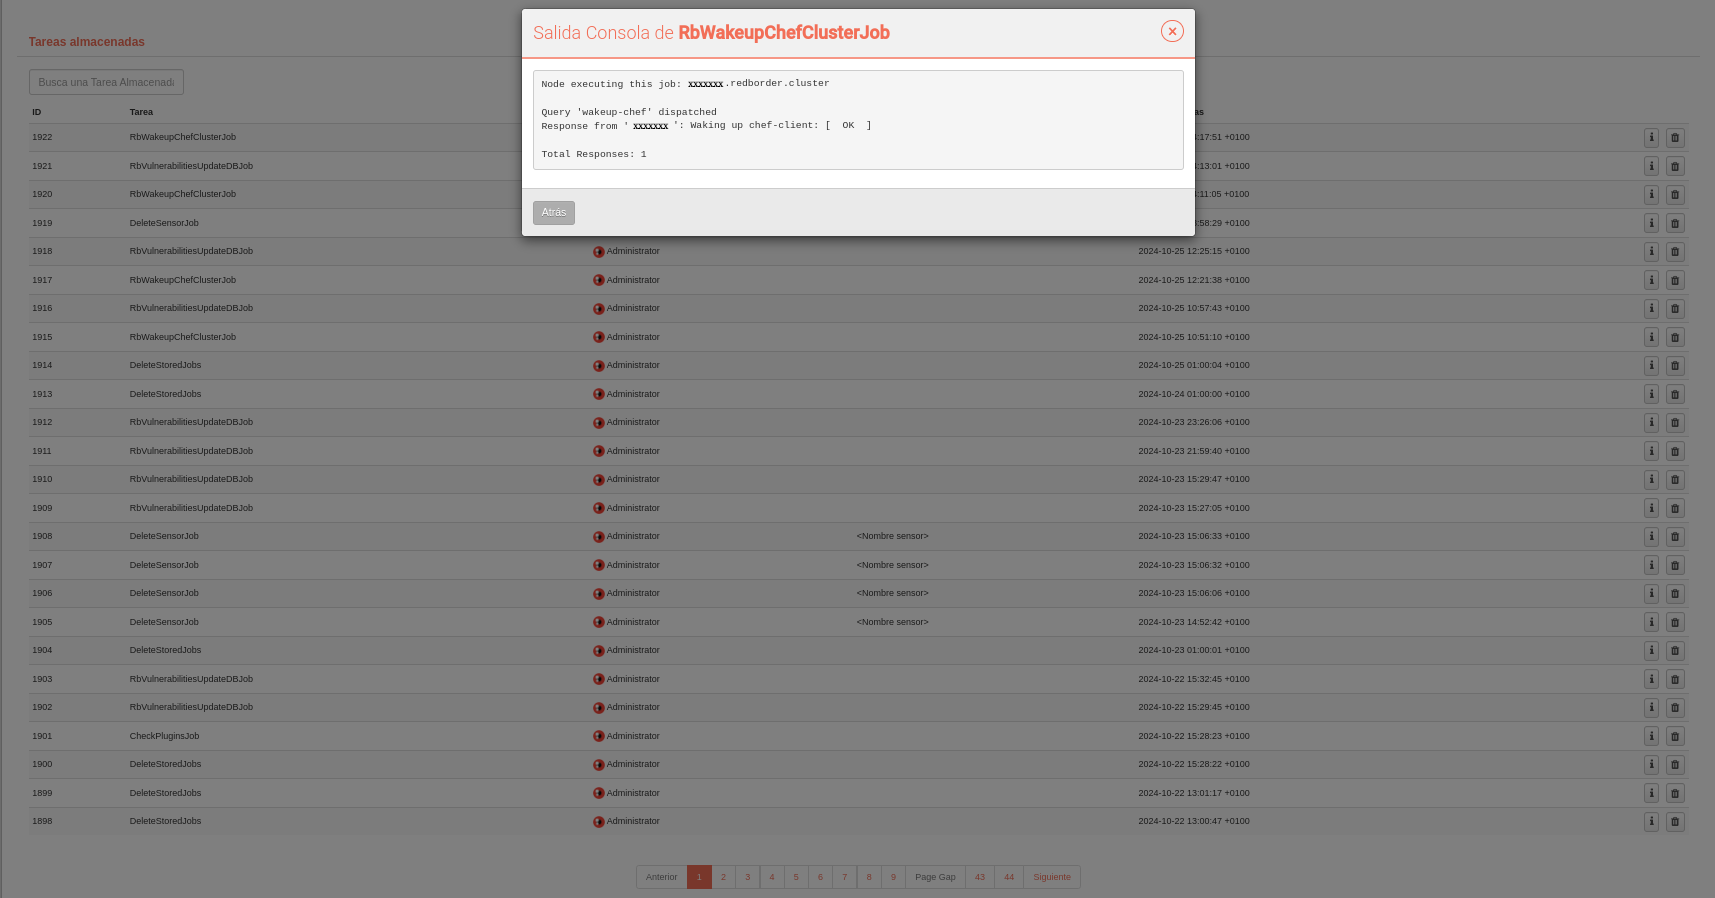 Salida Consola de RbWakeupChefClusterJob
Node executing this job: xxxxxxx.redborder.cluster
Query 'wakeup-chef' dispatched
Response from 'xxxxxxx': Waking up chef-client: [  OK  ]
Total Responses: 1
Atrás
Tareas almacenadas
Busca una Tarea Almacenada
ID Tarea as
1922 RbWakeupChefClusterJob :17:51 +0100
1921 RbVulnerabilitiesUpdateDBJob :13:01 +0100
1920 RbWakeupChefClusterJob :11:05 +0100
1919 DeleteSensorJob :58:29 +0100
1918 RbVulnerabilitiesUpdateDBJob Administrator 2024-10-25 12:25:15 +0100
1917 RbWakeupChefClusterJob Administrator 2024-10-25 12:21:38 +0100
1916 RbVulnerabilitiesUpdateDBJob Administrator 2024-10-25 10:57:43 +0100
1915 RbWakeupChefClusterJob Administrator 2024-10-25 10:51:10 +0100
1914 DeleteStoredJobs Administrator 2024-10-25 01:00:04 +0100
1913 DeleteStoredJobs Administrator 2024-10-24 01:00:00 +0100
1912 RbVulnerabilitiesUpdateDBJob Administrator 2024-10-23 23:26:06 +0100
1911 RbVulnerabilitiesUpdateDBJob Administrator 2024-10-23 21:59:40 +0100
1910 RbVulnerabilitiesUpdateDBJob Administrator 2024-10-23 15:29:47 +0100
1909 RbVulnerabilitiesUpdateDBJob Administrator 2024-10-23 15:27:05 +0100
1908 DeleteSensorJob Administrator <Nombre sensor> 2024-10-23 15:06:33 +0100
1907 DeleteSensorJob Administrator <Nombre sensor> 2024-10-23 15:06:32 +0100
1906 DeleteSensorJob Administrator <Nombre sensor> 2024-10-23 15:06:06 +0100
1905 DeleteSensorJob Administrator <Nombre sensor> 2024-10-23 14:52:42 +0100
1904 DeleteStoredJobs Administrator 2024-10-23 01:00:01 +0100
1903 RbVulnerabilitiesUpdateDBJob Administrator 2024-10-22 15:32:45 +0100
1902 RbVulnerabilitiesUpdateDBJob Administrator 2024-10-22 15:29:45 +0100
1901 CheckPluginsJob Administrator 2024-10-22 15:28:23 +0100
1900 DeleteStoredJobs Administrator 2024-10-22 15:28:22 +0100
1899 DeleteStoredJobs Administrator 2024-10-22 13:01:17 +0100
1898 DeleteStoredJobs Administrator 2024-10-22 13:00:47 +0100
Anterior 1 2 3 4 5 6 7 8 9 Page Gap 43 44 Siguiente